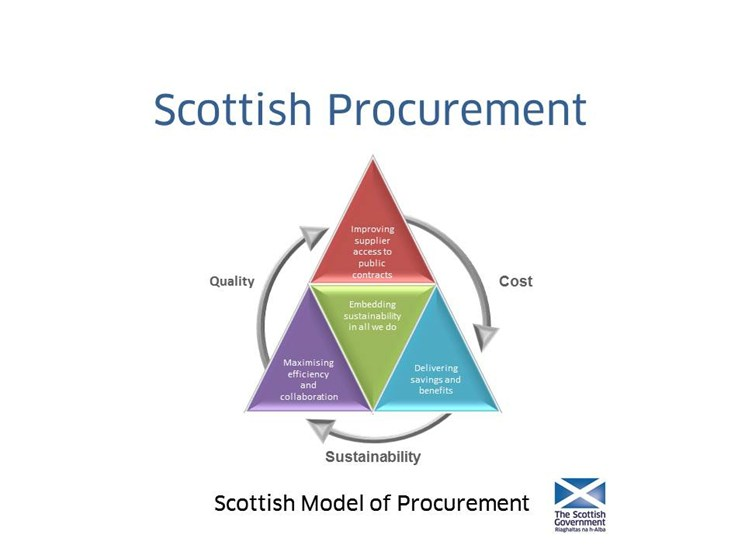 Scottish Procurement
Improving
supplier
access to
public
contracts
Quality
Cost
Embedding
sustainability
in all we do
Maximising
efficiency
and
collaboration
Delivering
savings and
benefits
Sustainability
Scottish Model of Procurement
The Scottish
Government
Riaghaltas na h-Alba